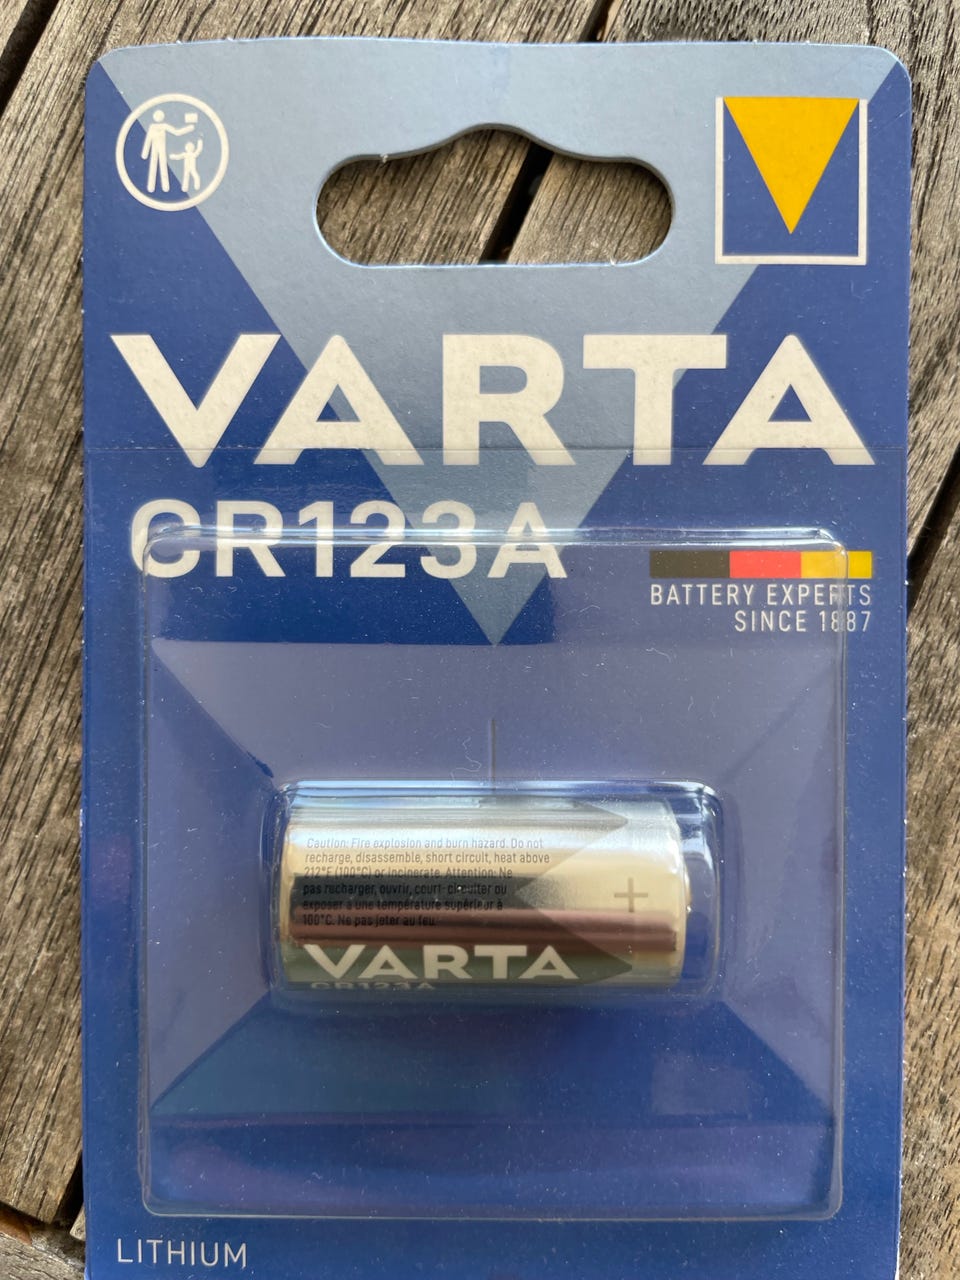 VARTA
CR123A
BATTERY EXPERTS
SINCE 1887
Caution: Fire explosion and burn hazard. Do not
recharge, disassemble, short circuit, heat above
212°F (100°C) or incinerate. Attention: Ne
pas recharger, ouvrir, court-circuiter ou
exposer à une température supérieur à
100°C. Ne pas jeter au feu.
+
VARTA
CR123A
LITHIUM